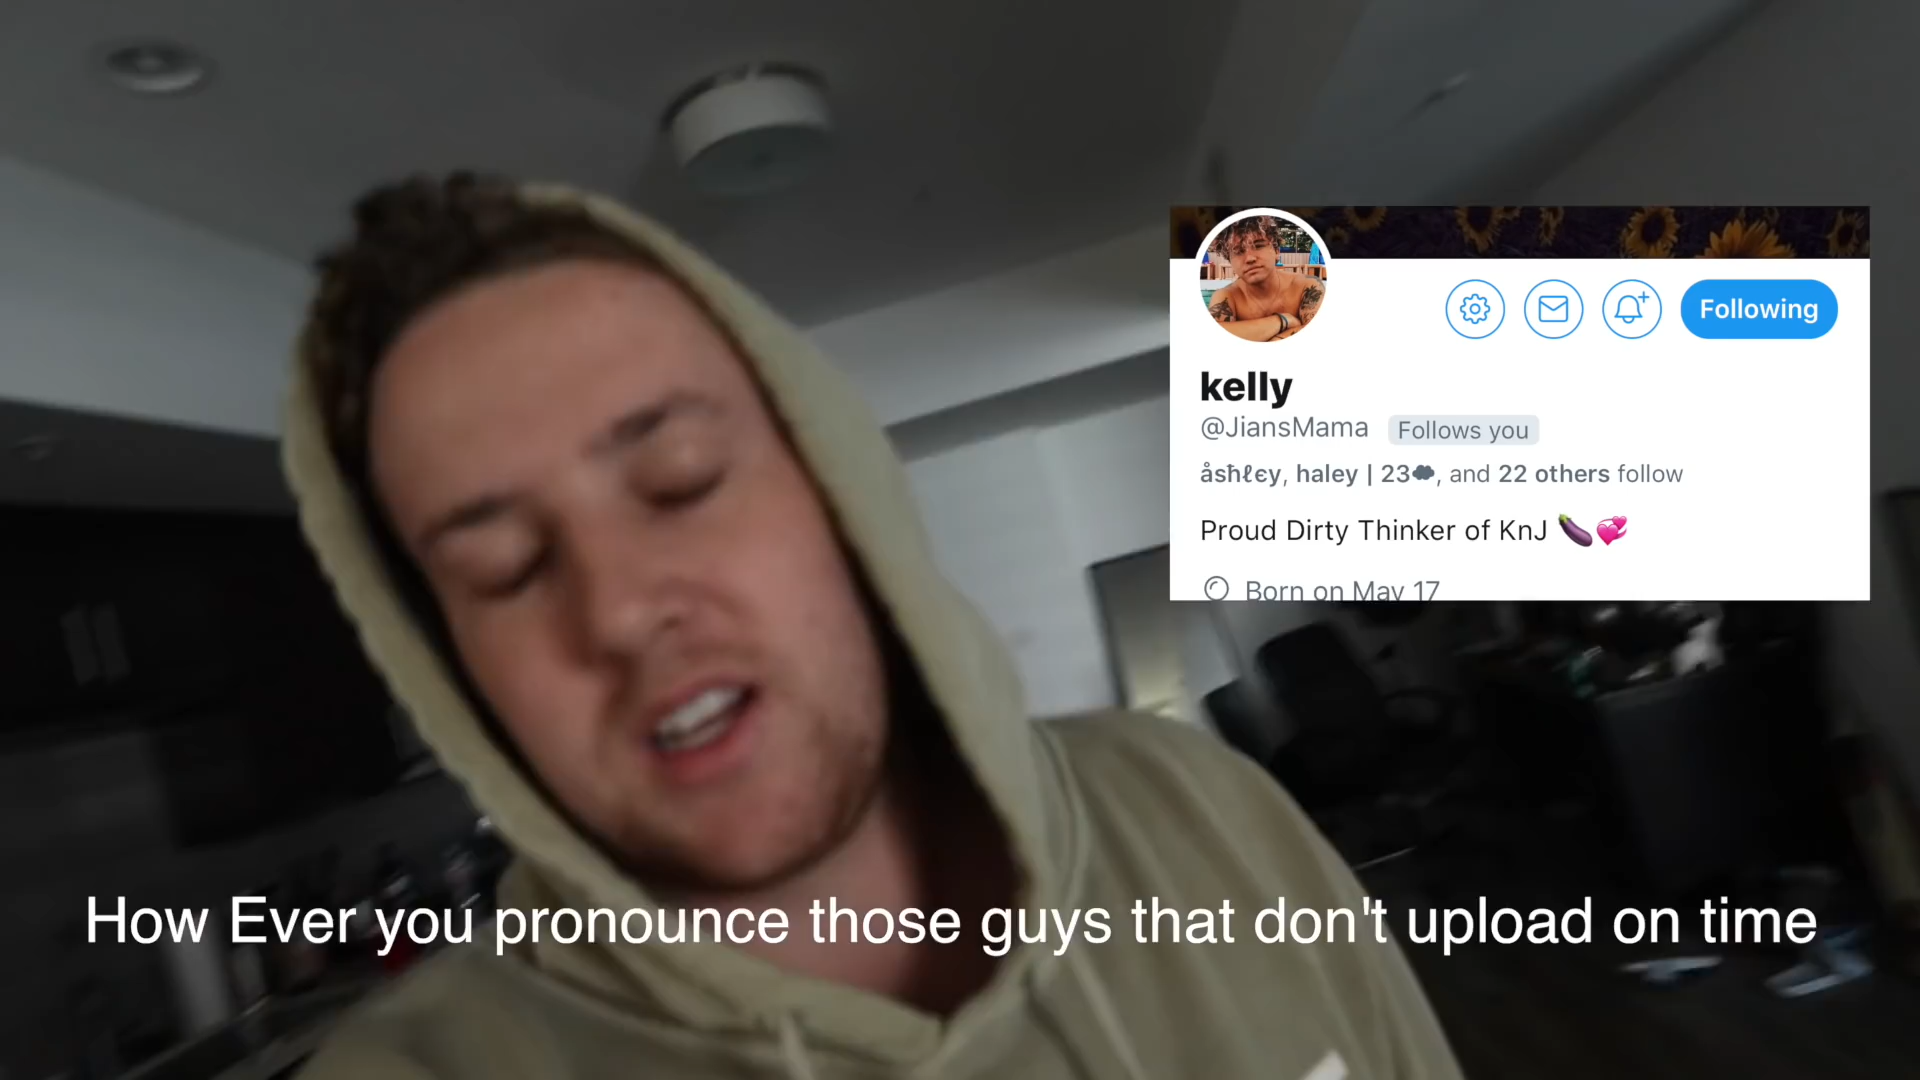 Following
kelly
@JiansMama Follows you
åsħℓєy, haley | 23, and 22 others follow
Proud Dirty Thinker of KnJ 🍆💞
Born on May 17
How Ever you pronounce those guys that don't upload on time